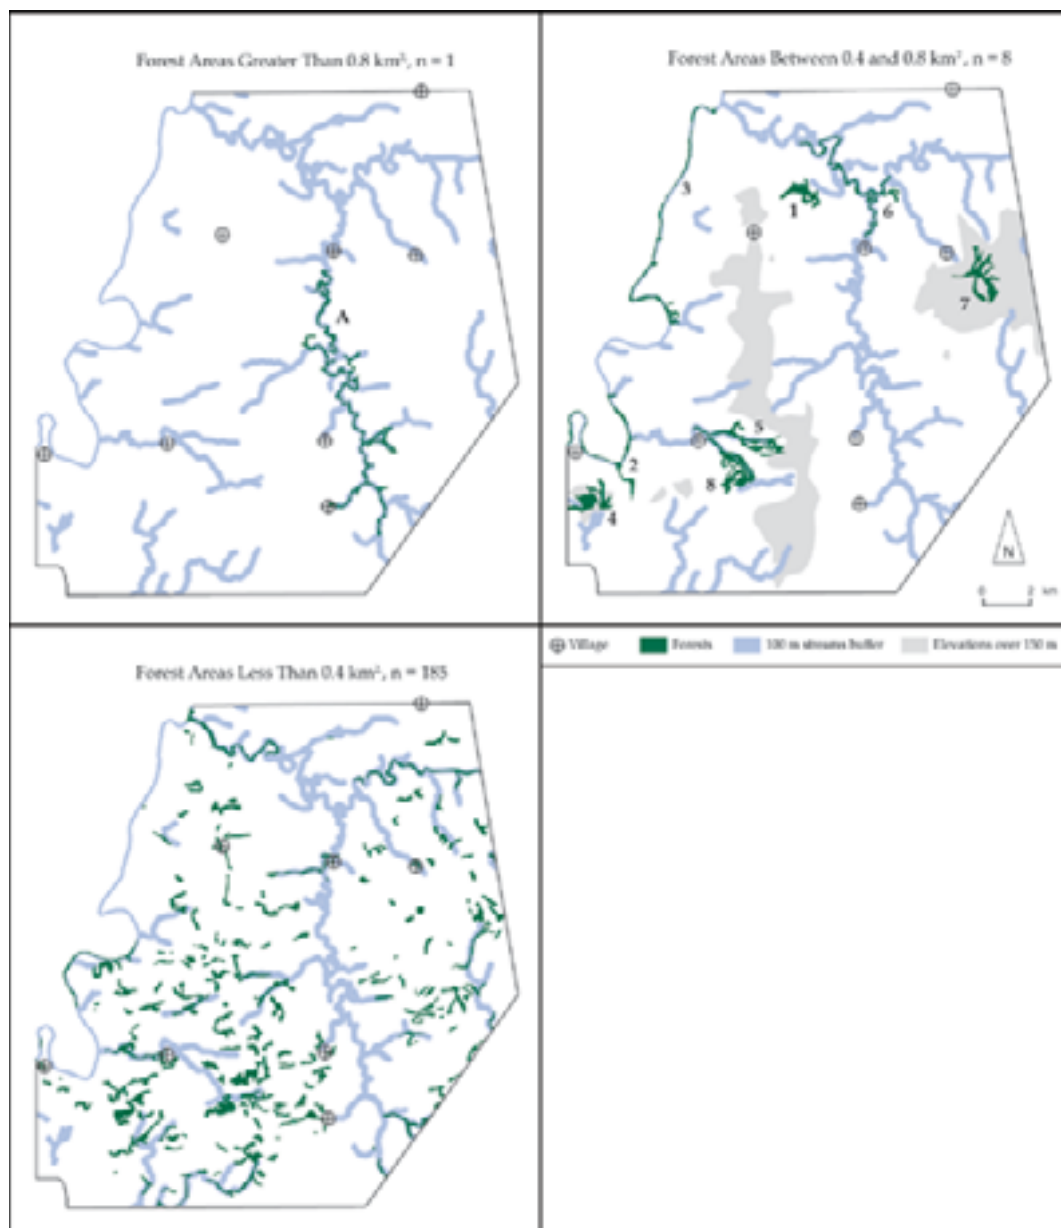 Forest Areas Greater Than 0.8 km², n = 1
A
Forest Areas Between 0.4 and 0.8 km², n = 8
3
1
6
7
5
2
8
4
N
0 2 km
Village Forests 100 m streams buffer Elevations over 150 m
Forest Areas Less Than 0.4 km², n = 185